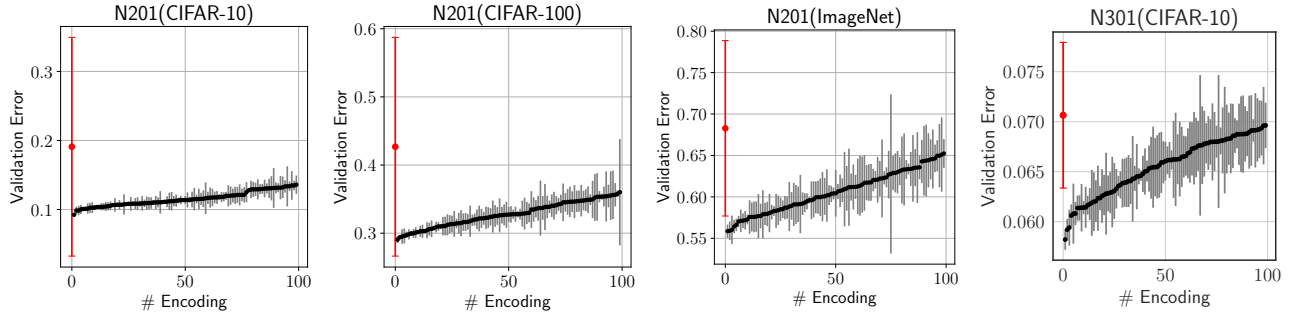 N201(CIFAR-10)
Validation Error
0.3
0.2
0.1
0
50
100
# Encoding
N201(CIFAR-100)
Validation Error
0.6
0.5
0.4
0.3
0
50
100
# Encoding
N201(ImageNet)
Validation Error
0.80
0.75
0.70
0.65
0.60
0.55
0
50
100
# Encoding
N301(CIFAR-10)
Validation Error
0.075
0.070
0.065
0.060
0
50
100
# Encoding